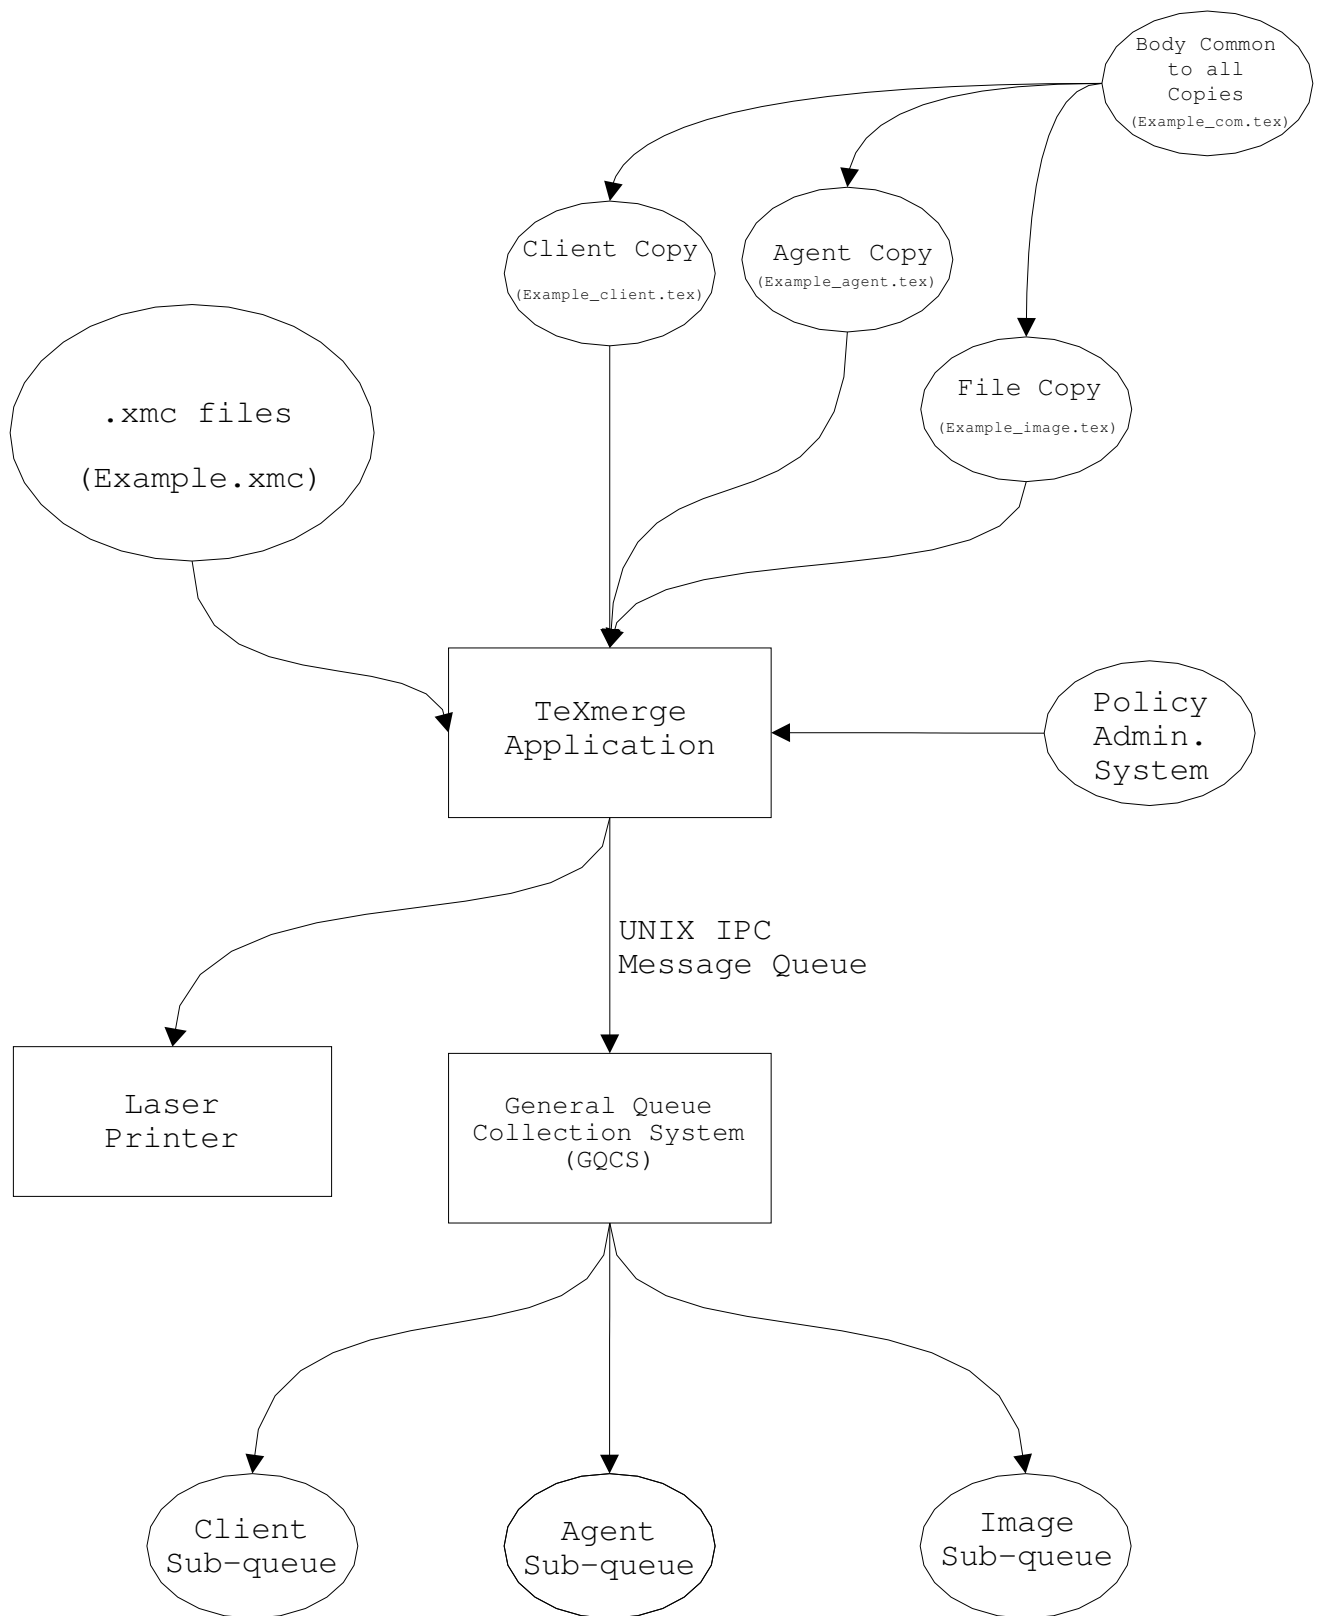 Body Common
to all
Copies
(Example_com.tex)
Client Copy
(Example_client.tex)
Agent Copy
(Example_agent.tex)
File Copy
(Example_image.tex)
.xmc files
(Example.xmc)
TeXmerge
Application
Policy
Admin.
System
UNIX IPC
Message Queue
Laser
Printer
General Queue
Collection System
(GQCS)
Client
Sub-queue
Agent
Sub-queue
Image
Sub-queue